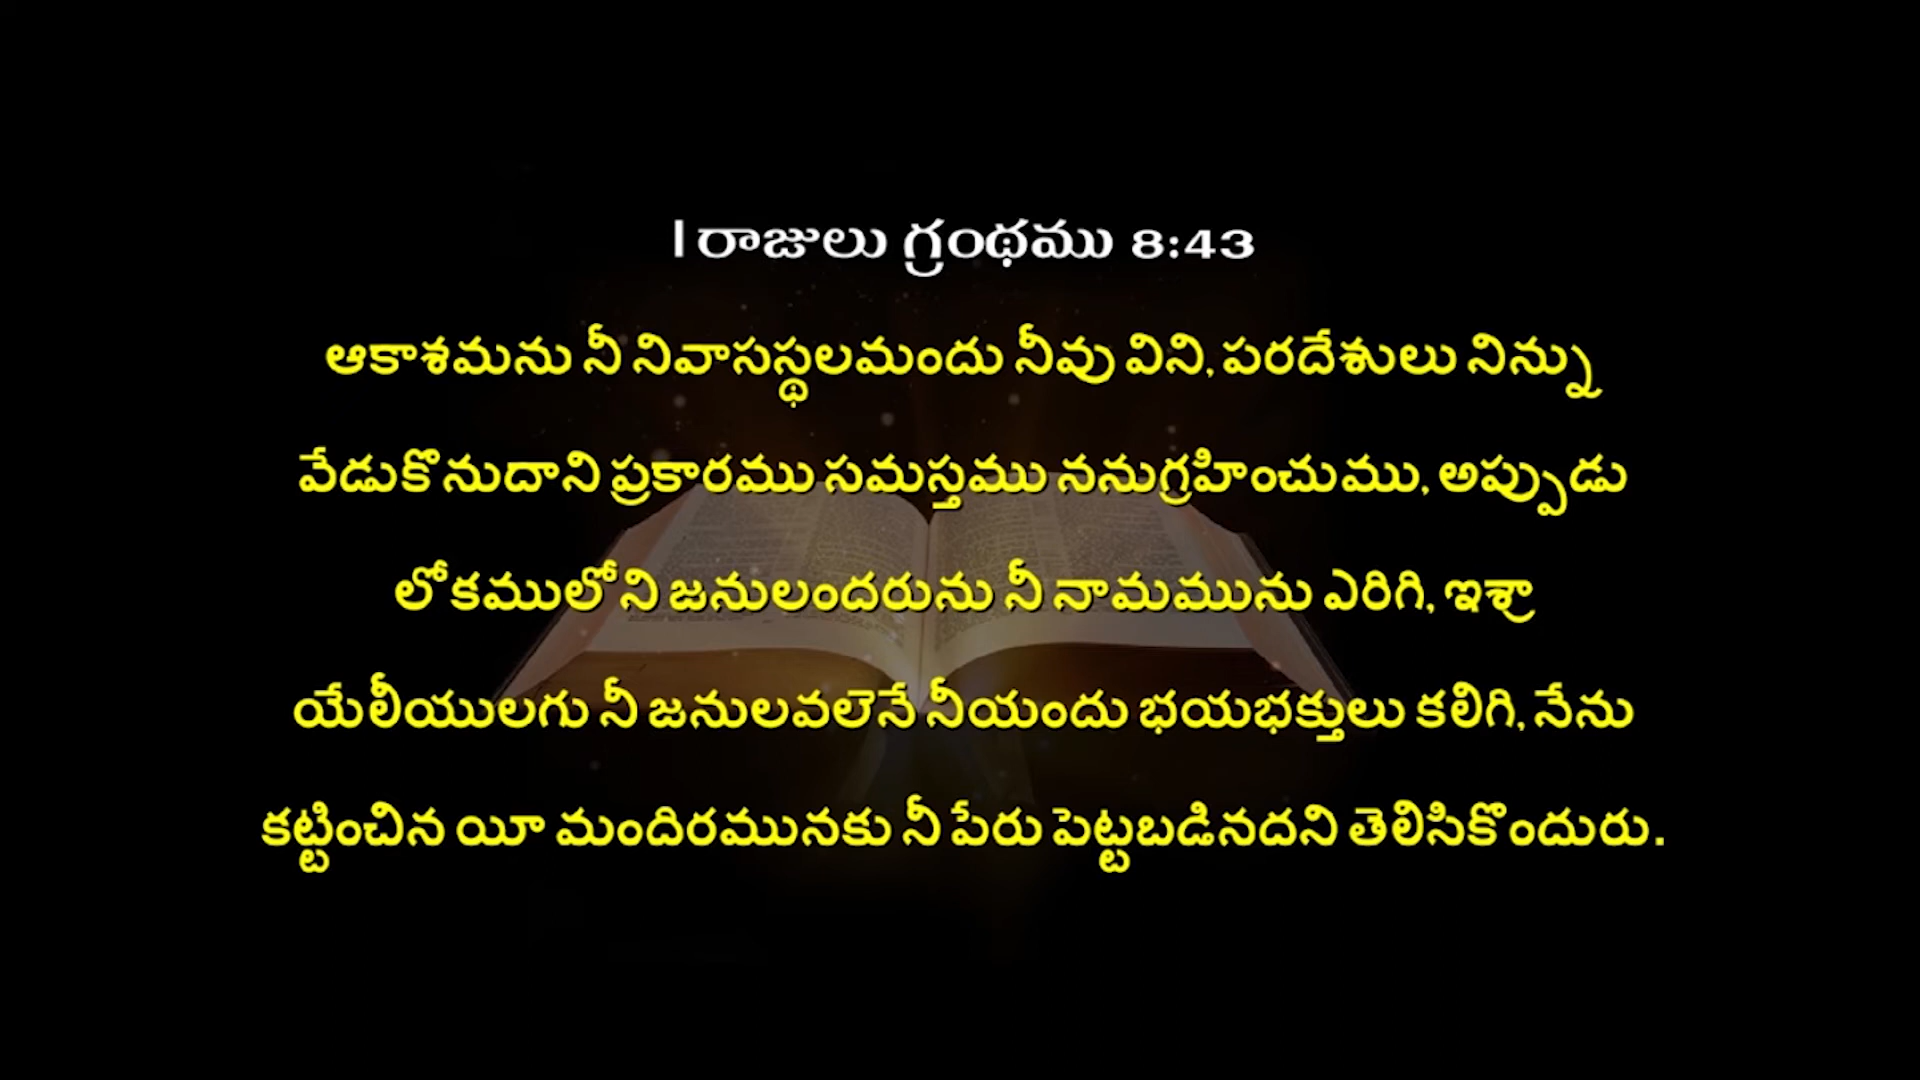 I రాజులు గ్రంథము 8:43
ఆకాశమను నీ నివాసస్థలమందు నీవు విని, పరదేశులు నిన్ను
వేడుకొనుదాని ప్రకారము సమస్తము ననుగ్రహించుము, అప్పుడు
లోకములోని జనులందరును నీ నామమును ఎరిగి, ఇశ్రా
యేలీయులగు నీ జనులవలెనే నీయందు భయభక్తులు కలిగి, నేను
కట్టించిన యీ మందిరమునకు నీ పేరు పెట్టబడినదని తెలిసికొందురు.